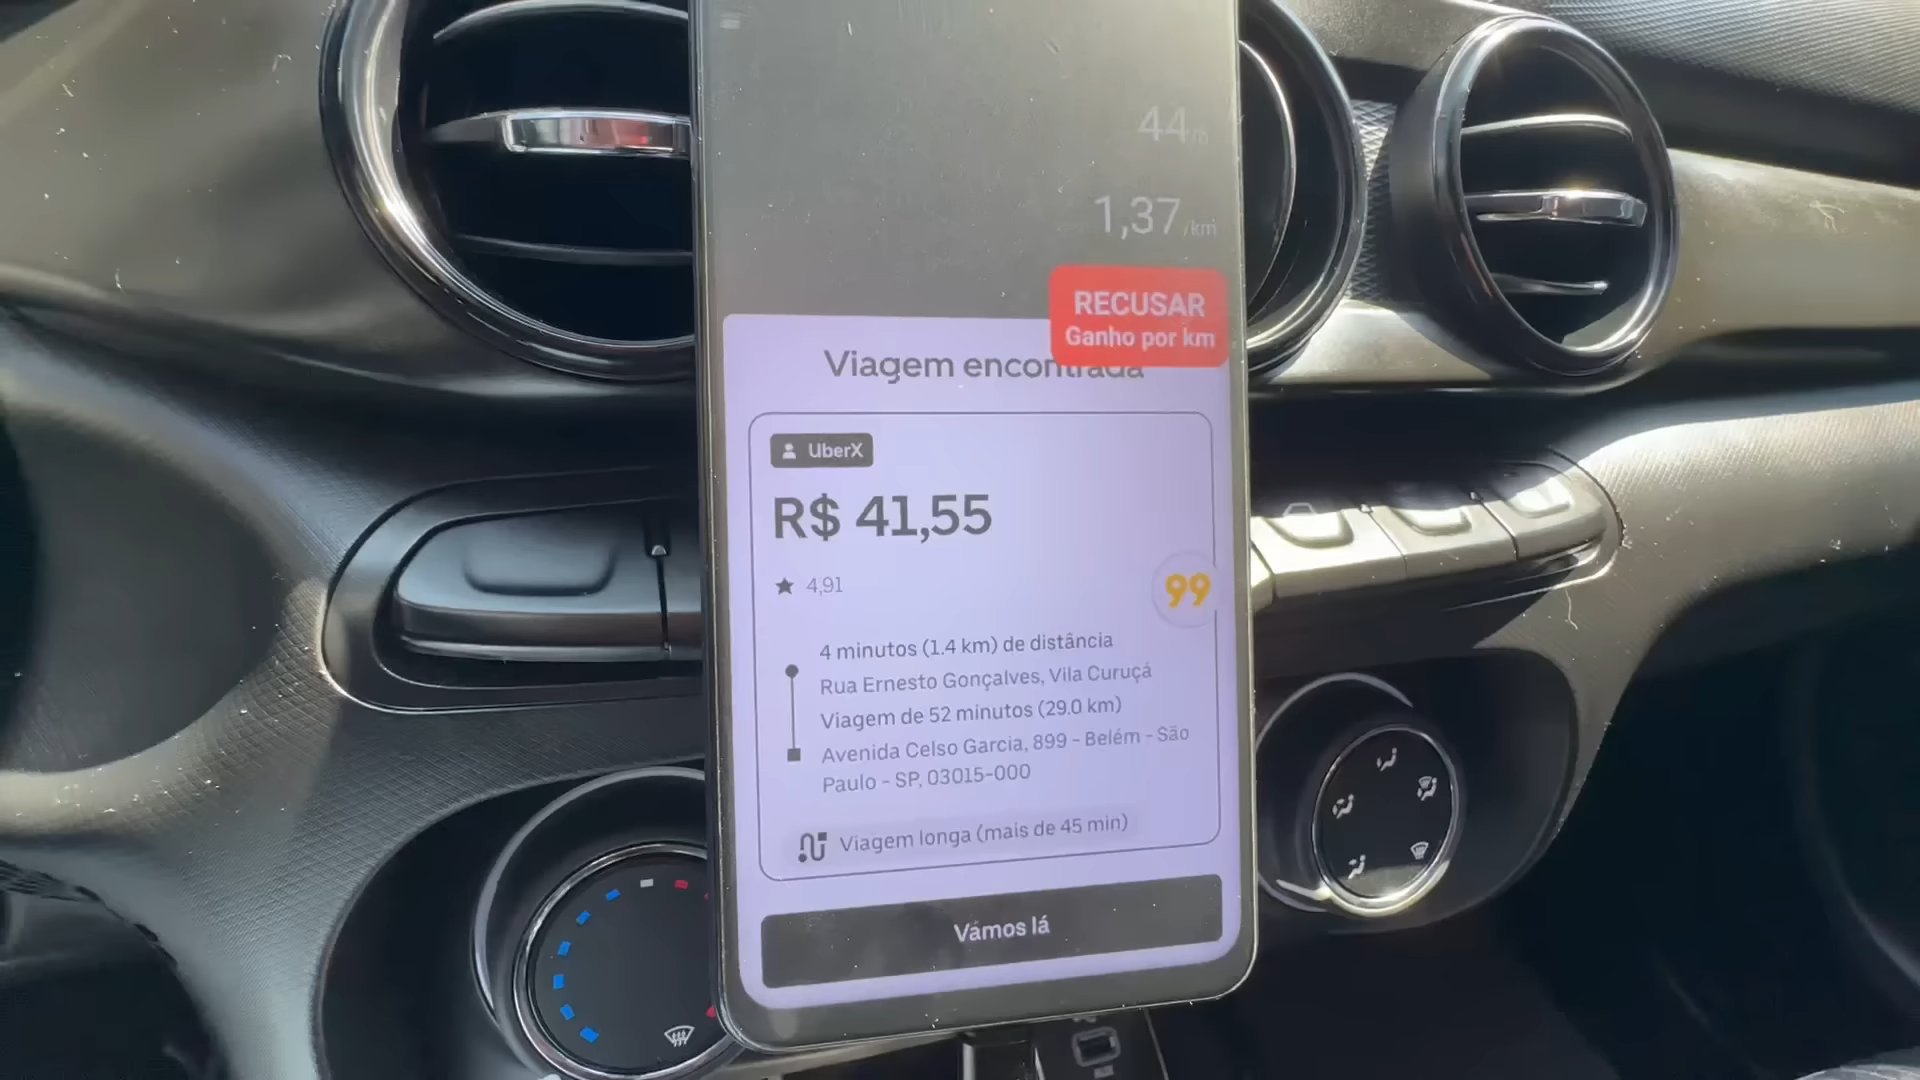 44/h
1,37/km
RECUSAR
Ganho por km
Viagem encontrada
UberX
R$ 41,55
4,91
99
4 minutos (1.4 km) de distância
Rua Ernesto Gonçalves, Vila Curuçá
Viagem de 52 minutos (29.0 km)
Avenida Celso Garcia, 899 - Belém - São
Paulo - SP, 03015-000
Viagem longa (mais de 45 min)
Vámos lá